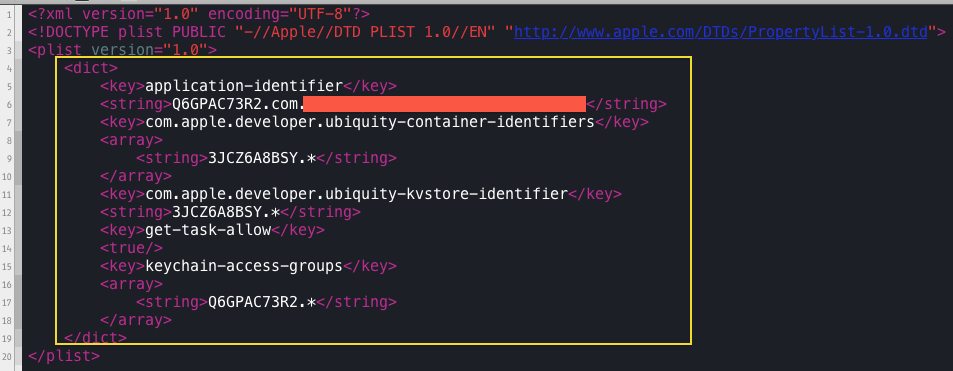 1 <?xml version="1.0" encoding="UTF-8"?>
2 <!DOCTYPE plist PUBLIC "-//Apple//DTD PLIST 1.0//EN" "http://www.apple.com/DTDs/PropertyList-1.0.dtd">
3 <plist version="1.0">
4 <dict>
5 <key>application-identifier</key>
6 <string>Q6GPAC73R2.com.</string>
7 <key>com.apple.developer.ubiquity-container-identifiers</key>
8 <array>
9 <string>3JCZ6A8BSY.*</string>
10 </array>
11 <key>com.apple.developer.ubiquity-kvstore-identifier</key>
12 <string>3JCZ6A8BSY.*</string>
13 <key>get-task-allow</key>
14 <true/>
15 <key>keychain-access-groups</key>
16 <array>
17 <string>Q6GPAC73R2.*</string>
18 </array>
19 </dict>
20 </plist>